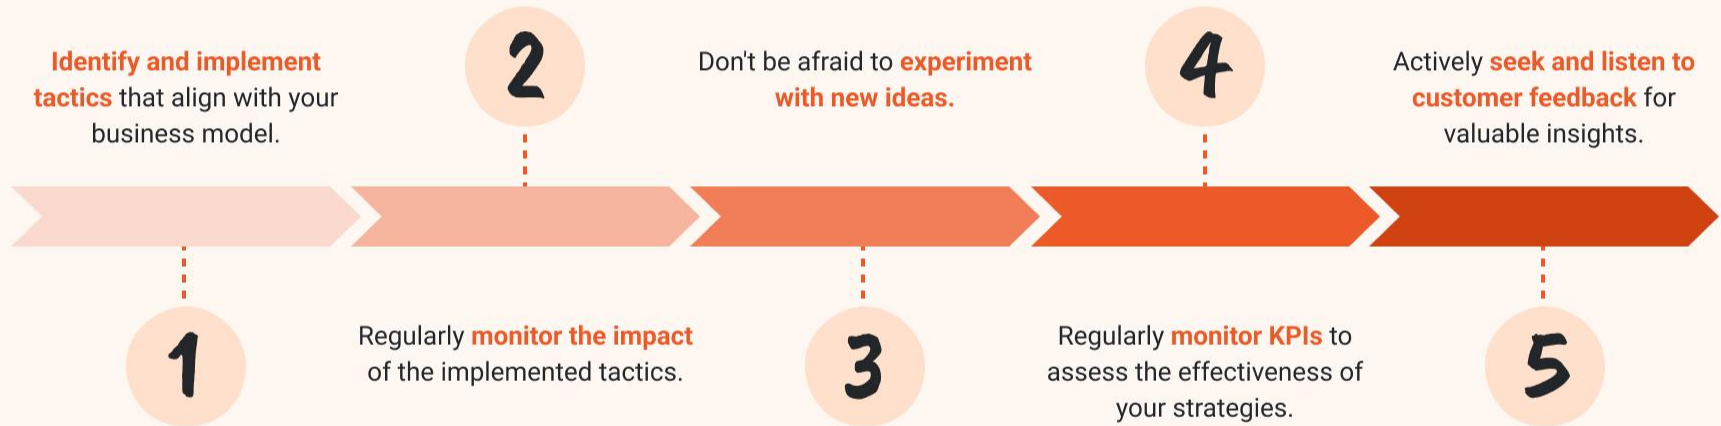 1
Identify and implement
tactics that align with your
business model.
2
Regularly monitor the impact
of the implemented tactics.
3
Don't be afraid to experiment
with new ideas.
4
Regularly monitor KPIs to
assess the effectiveness of
your strategies.
5
Actively seek and listen to
customer feedback for
valuable insights.